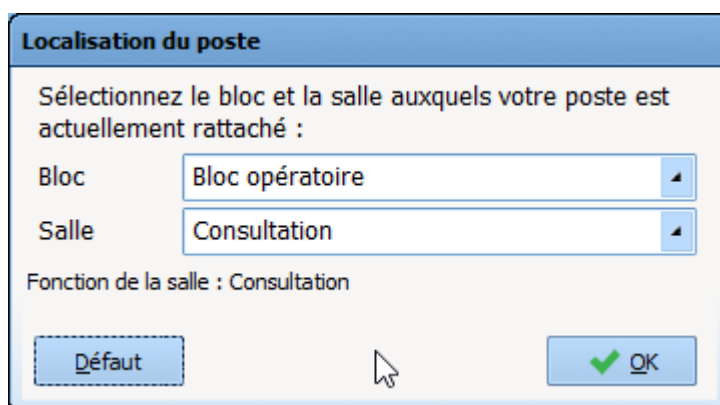 Localisation du poste
Sélectionnez le bloc et la salle auxquels votre poste est
actuellement rattaché :
Bloc Bloc opératoire
Salle Consultation
Fonction de la salle : Consultation
Défaut OK